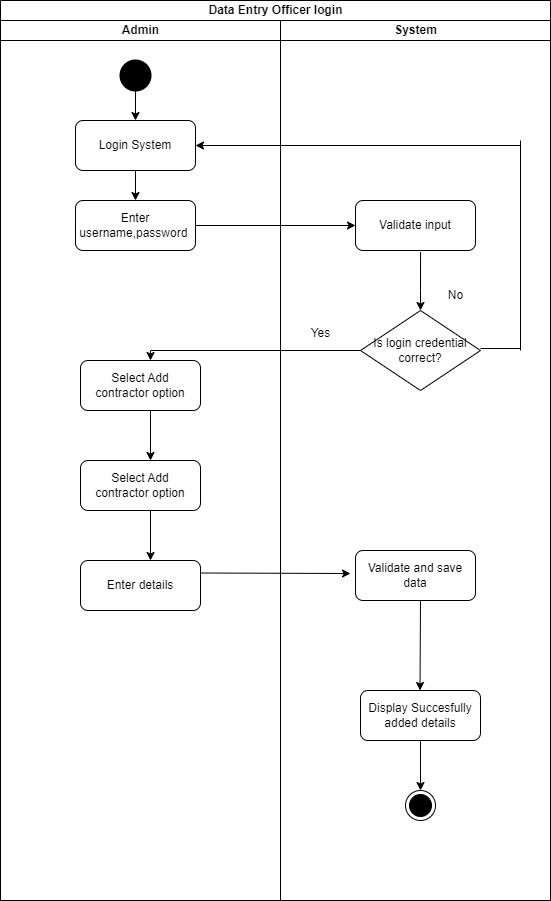 Data Entry Officer login
Admin
System
Login System
Enter
username,password
Validate input
No
Is login credential
correct?
Yes
Select Add
contractor option
Select Add
contractor option
Enter details
Validate and save
data
Display Succesfully
added details